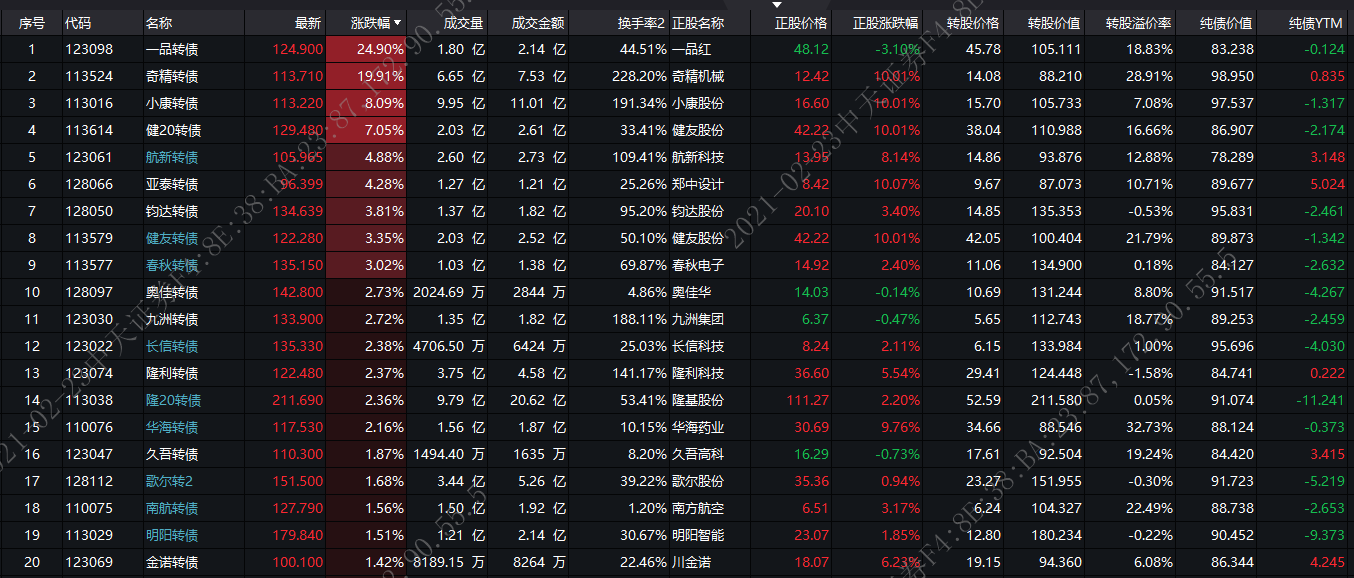 序号 代码 名称 最新 涨跌幅 成交量 成交金额 换手率2 正股名称 正股价格 正股涨跌幅 转股价格 转股价值 转股溢价率 纯债价值 纯债YTM
1 123098 一品转债 124.900 24.90% 1.80 亿 2.14 亿 44.51% 一品红 48.12 -3.10% 45.78 105.111 18.83% 83.238 -0.124
2 113524 奇精转债 113.710 19.91% 6.65 亿 7.53 亿 228.20% 奇精机械 12.42 10.01% 14.08 88.210 28.91% 98.950 0.835
3 113016 小康转债 113.220 8.09% 9.95 亿 11.01 亿 191.34% 小康股份 16.60 10.01% 15.70 105.733 7.08% 97.537 -1.317
4 113614 健20转债 129.480 7.05% 2.03 亿 2.61 亿 33.41% 健友股份 42.22 10.01% 38.04 110.988 16.66% 86.907 -2.174
5 123061 航新转债 105.965 4.88% 2.60 亿 2.73 亿 109.41% 航新科技 13.95 8.14% 14.86 93.876 12.88% 78.289 3.148
6 128066 亚泰转债 96.399 4.28% 1.27 亿 1.21 亿 25.26% 郑中设计 8.42 10.07% 9.67 87.073 10.71% 89.677 5.024
7 128050 钧达转债 134.639 3.81% 1.37 亿 1.82 亿 95.20% 钧达股份 20.10 3.40% 14.85 135.353 -0.53% 95.831 -2.461
8 113579 健友转债 122.280 3.35% 2.03 亿 2.52 亿 50.10% 健友股份 42.22 10.01% 42.05 100.404 21.79% 89.873 -1.342
9 113577 春秋转债 135.150 3.02% 1.03 亿 1.38 亿 69.87% 春秋电子 14.92 2.40% 11.06 134.900 0.18% 84.127 -2.632
10 128097 奥佳转债 142.800 2.73% 2024.69 万 2844 万 4.86% 奥佳华 14.03 -0.14% 10.69 131.244 8.80% 91.517 -4.267
11 123030 九洲转债 133.900 2.72% 1.35 亿 1.82 亿 188.11% 九洲集团 6.37 -0.47% 5.65 112.743 18.77% 89.253 -2.459
12 123022 长信转债 135.330 2.38% 4706.50 万 6424 万 25.03% 长信科技 8.24 2.11% 6.15 133.984 1.00% 95.696 -4.030
13 123074 隆利转债 122.480 2.37% 3.75 亿 4.58 亿 141.17% 隆利科技 36.60 5.54% 29.41 124.448 -1.58% 84.741 0.222
14 113038 隆20转债 211.690 2.36% 9.79 亿 20.62 亿 53.41% 隆基股份 111.27 2.20% 52.59 211.580 0.05% 91.074 -11.241
15 110076 华海转债 117.530 2.16% 1.56 亿 1.87 亿 10.15% 华海药业 30.69 9.76% 34.66 88.546 32.73% 88.124 -0.373
16 123047 久吾转债 110.300 1.87% 1494.40 万 1635 万 8.20% 久吾高科 16.29 -0.73% 17.61 92.504 19.24% 84.420 3.415
17 128112 歌尔转2 151.500 1.68% 3.44 亿 5.26 亿 39.22% 歌尔股份 35.36 0.94% 23.27 151.955 -0.30% 91.723 -5.219
18 110075 南航转债 127.790 1.56% 1.50 亿 1.92 亿 1.20% 南方航空 6.51 3.17% 6.24 104.327 22.49% 88.738 -2.653
19 113029 明阳转债 179.840 1.51% 1.21 亿 2.14 亿 30.67% 明阳智能 23.07 1.85% 12.80 180.234 -0.22% 90.452 -9.373
20 123069 金诺转债 100.100 1.42% 8189.15 万 8264 万 22.46% 川金诺 18.07 6.23% 19.15 94.360 6.08% 86.344 4.245